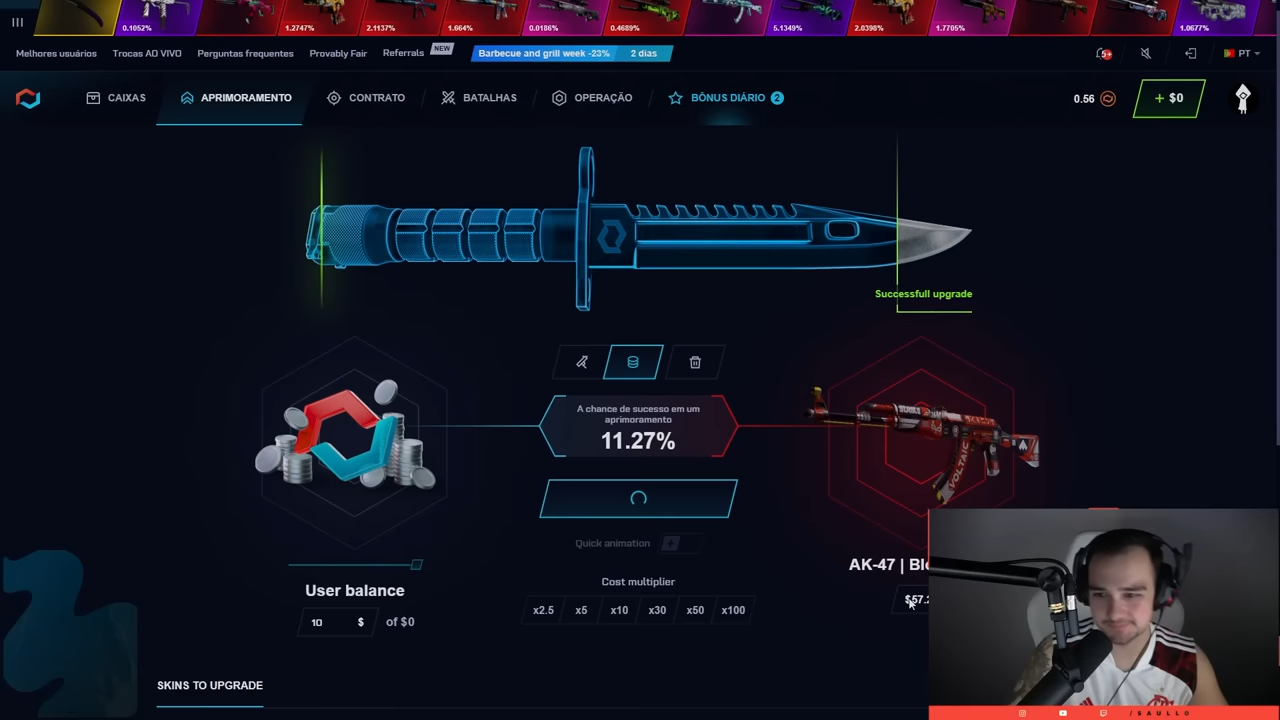 0.1052%
1.2747%
2.1137%
1.664%
0.0186%
0.4689%
5.1349%
2.0398%
1.7705%
1.0677%
Melhores usuários
Trocas AO VIVO
Perguntas frequentes
Provably Fair
Referrals NEW
Barbecue and grill week -23%
2 dias
5+
PT
CAIXAS
APRIMORAMENTO
CONTRATO
BATALHAS
OPERAÇÃO
BÔNUS DIÁRIO 2
0.56
+ $0
Successfull upgrade
A chance de sucesso em um
aprimoramento
11.27%
VOLTAIC
Quick animation
AK-47 |
Cost multiplier
User balance
x2.5
x5
x10
x30
x50
x100
10 $ of $0
SKINS TO UPGRADE
/SAULLO